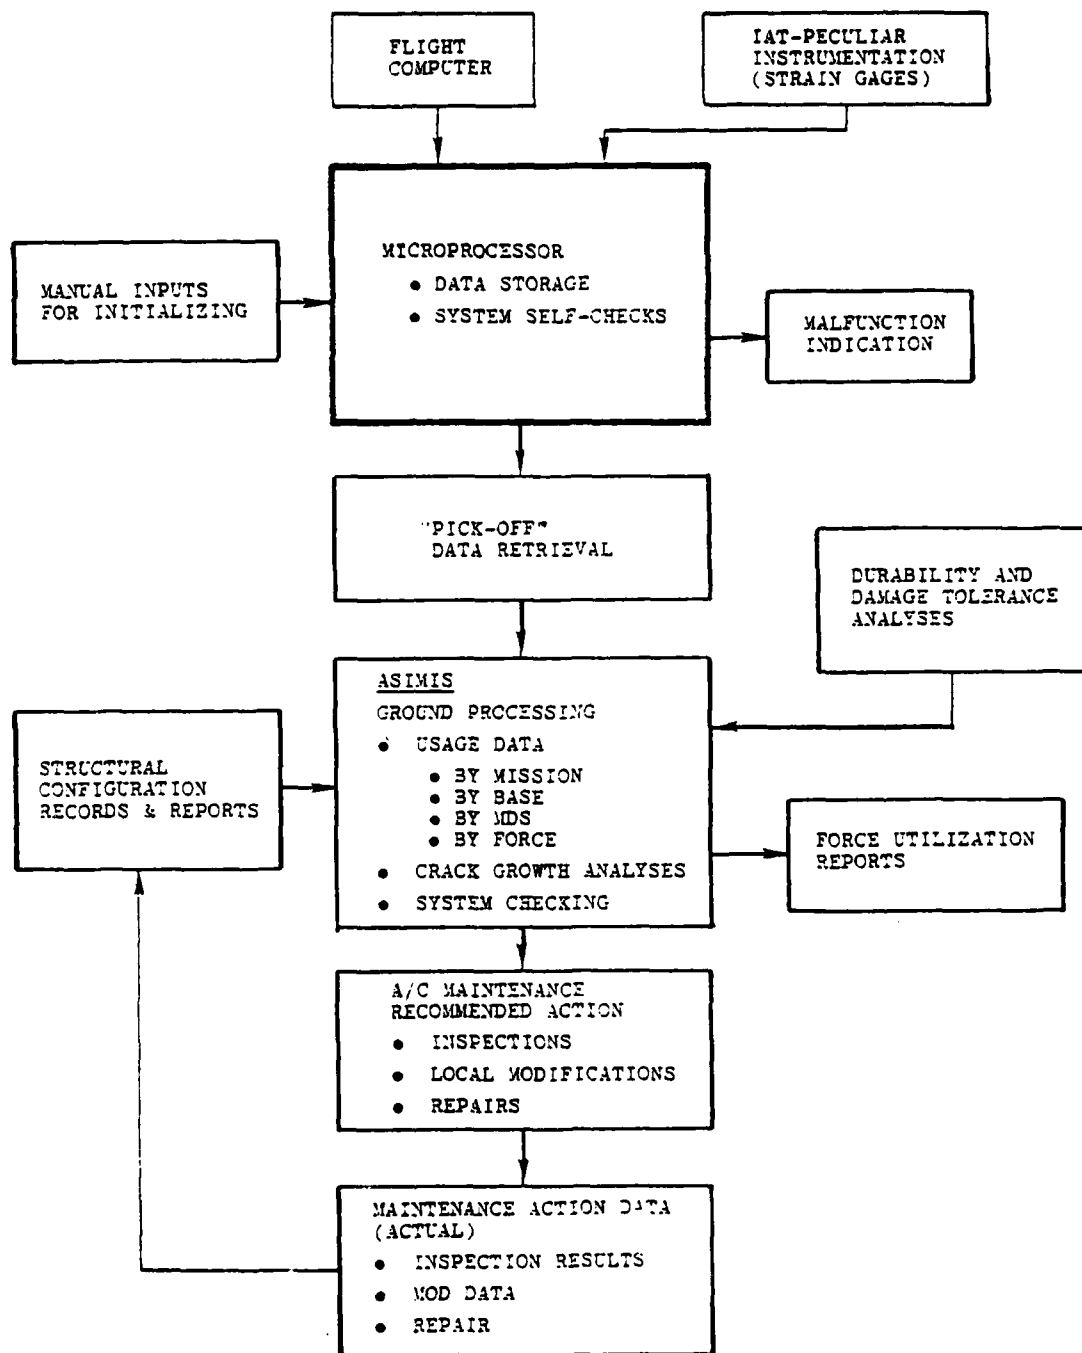 FLIGHT
COMPUTER
IAT-PECULIAR
INSTRUMENTATION
(STRAIN GAGES)
MICROPROCESSOR
• DATA STORAGE
• SYSTEM SELF-CHECKS
MANUAL INPUTS
FOR INITIALIZING
MALFUNCTION
INDICATION
"PICK-OFF"
DATA RETRIEVAL
DURABILITY AND
DAMAGE TOLERANCE
ANALYSES
ASIMIS
GROUND PROCESSING
• USAGE DATA
• BY MISSION
• BY BASE
• BY MDS
• BY FORCE
• CRACK GROWTH ANALYSES
• SYSTEM CHECKING
STRUCTURAL
CONFIGURATION
RECORDS & REPORTS
FORCE UTILIZATION
REPORTS
A/C MAINTENANCE
RECOMMENDED ACTION
• INSPECTIONS
• LOCAL MODIFICATIONS
• REPAIRS
MAINTENANCE ACTION DATA
(ACTUAL)
• INSPECTION RESULTS
• MOD DATA
• REPAIR